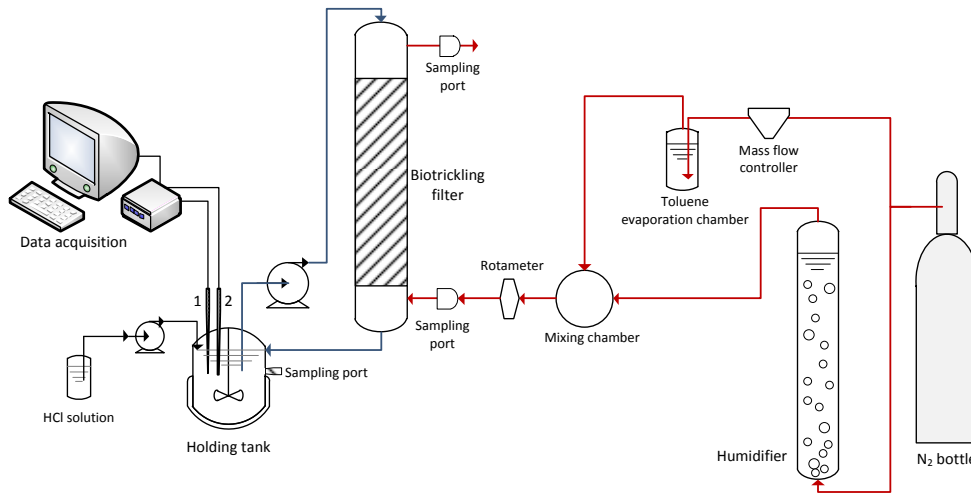 Sampling
port
Biotrickling
filter
Mass flow
controller
Toluene
evaporation chamber
Data acquisition
Rotameter
1
2
Sampling
port
Mixing chamber
Sampling port
HCl solution
Holding tank
Humidifier
N2 bottle